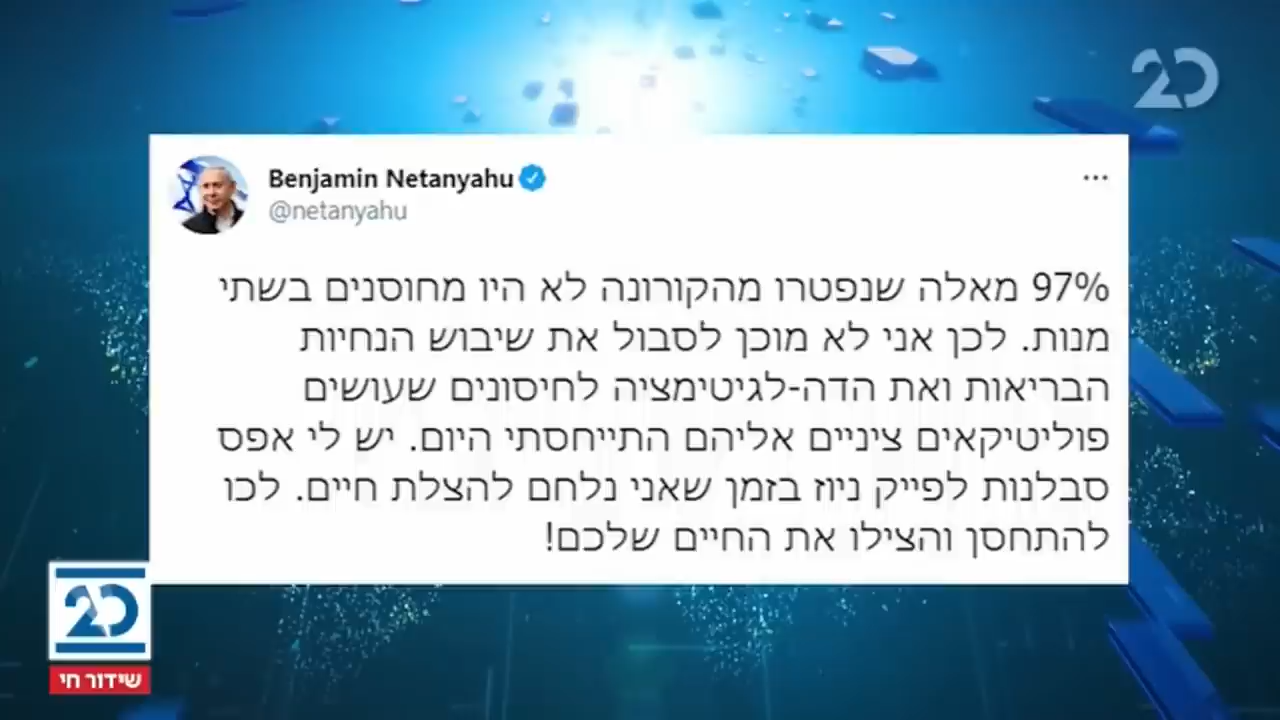 20
Benjamin Netanyahu
@netanyahu
97% מאלה שנפטרו מהקורונה לא היו מחוסנים בשתי
מנות. לכן אני לא מוכן לסבול את שיבוש הנחיות
הבריאות ואת הדה-לגיטימציה לחיסונים שעושים
פוליטיקאים ציניים אליהם התייחסתי היום. יש לי אפס
סבלנות לפייק ניוז בזמן שאני נלחם להצלת חיים. לכו
להתחסן והצילו את החיים שלכם!
20
שידור חי